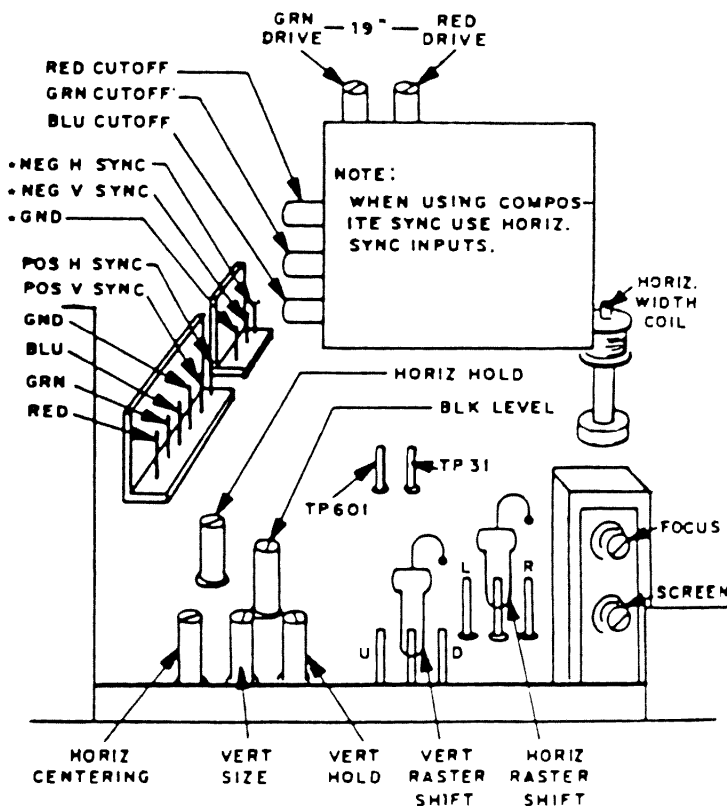 GRN DRIVE
— 19" —
RED DRIVE
RED CUTOFF
GRN CUTOFF
BLU CUTOFF
*NEG H SYNC
*NEG V SYNC
*GND
POS H SYNC
POS V SYNC
GND
BLU
GRN
RED
NOTE:
WHEN USING COMPOS-
ITE SYNC USE HORIZ.
SYNC INPUTS.
HORIZ.
WIDTH
COIL
HORIZ HOLD
BLK LEVEL
TP601
TP31
FOCUS
SCREEN
L
R
U
D
HORIZ
CENTERING
VERT
SIZE
VERT
HOLD
VERT
RASTER
SHIFT
HORIZ
RASTER
SHIFT